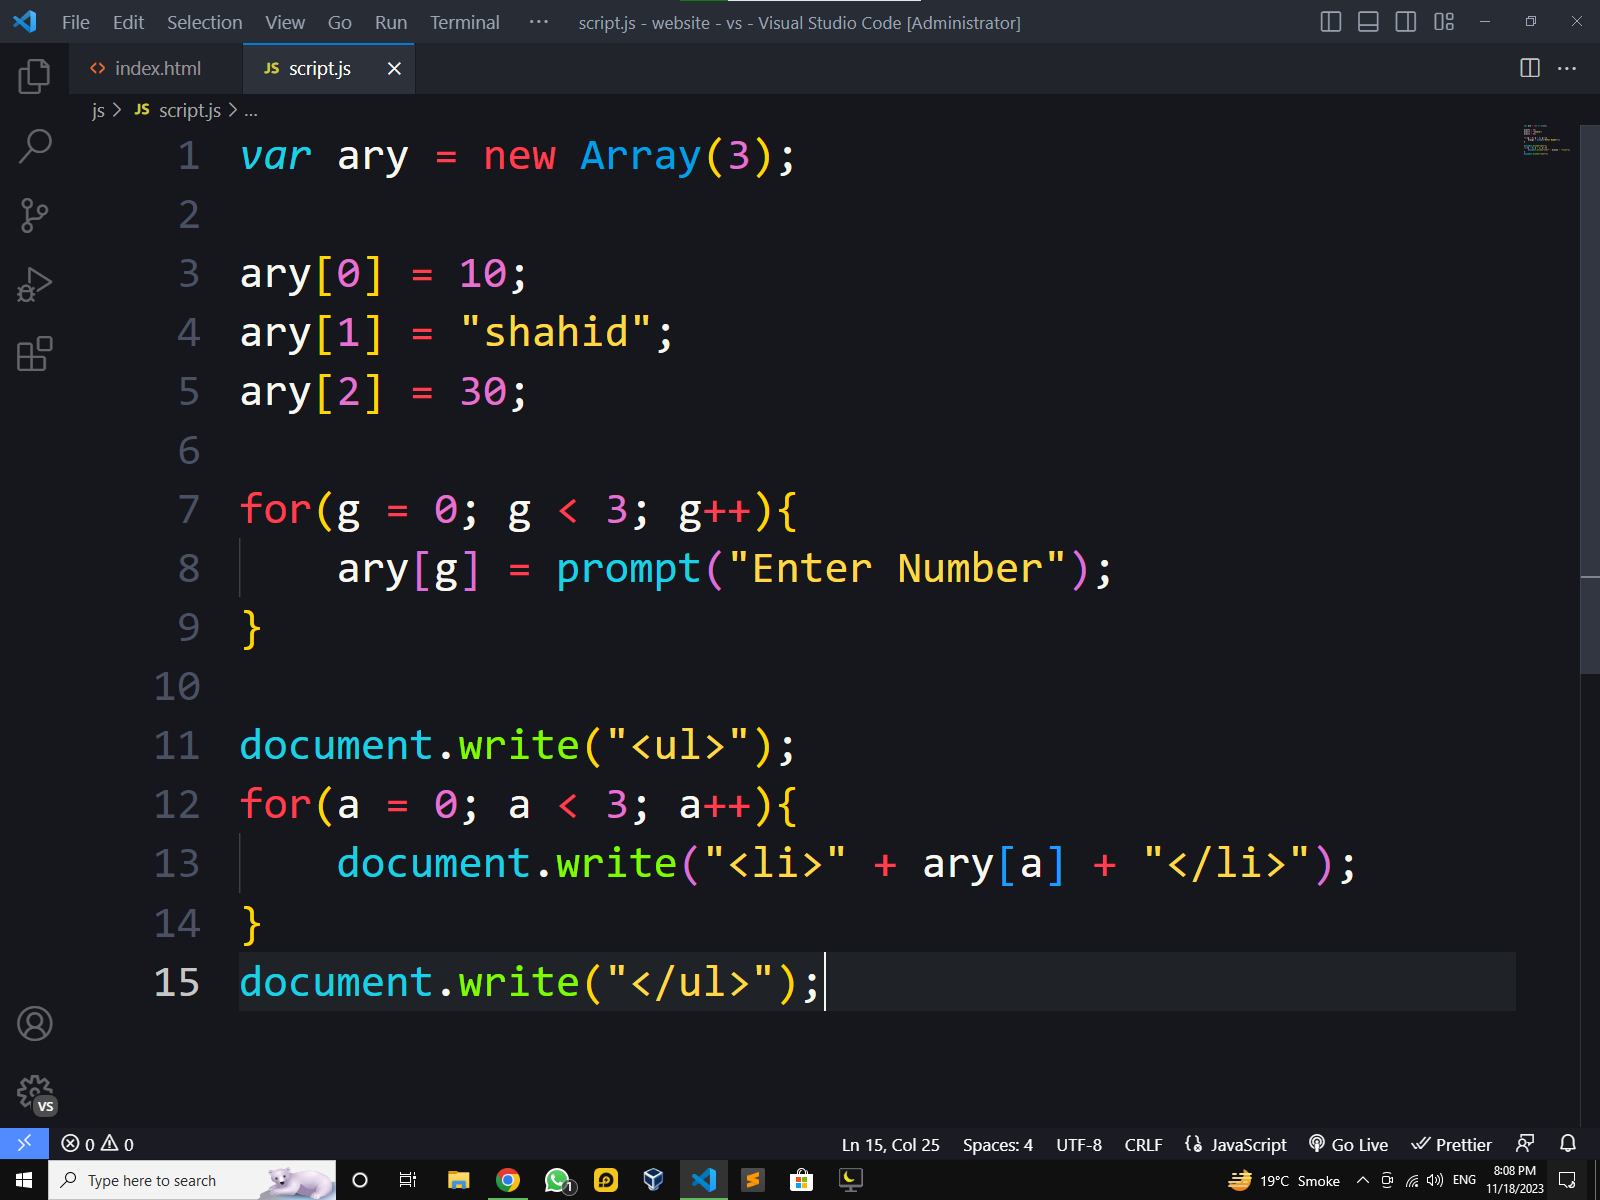 File Edit Selection View Go Run Terminal ··· script.js - website - vs - Visual Studio Code [Administrator]
<> index.html JS script.js ×
js > JS script.js > ...
1 var ary = new Array(3);
2
3 ary[0] = 10;
4 ary[1] = "shahid";
5 ary[2] = 30;
6
7 for(g = 0; g < 3; g++){
8     ary[g] = prompt("Enter Number");
9 }
10
11 document.write("<ul>");
12 for(a = 0; a < 3; a++){
13     document.write("<li>" + ary[a] + "</li>");
14 }
15 document.write("</ul>");
VS
0 0 Ln 15, Col 25 Spaces: 4 UTF-8 CRLF JavaScript Go Live Prettier
Type here to search 1 19°C Smoke ENG 8:08 PM
11/18/2023